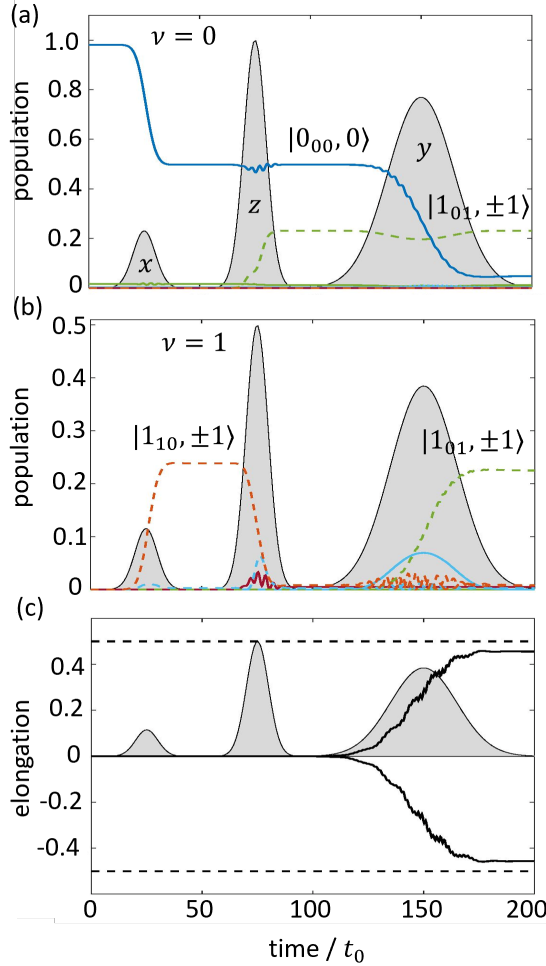 (a)
1.0
ν = 0
0.8
|0₀₀, 0⟩
y
0.6
population
0.4
|1₀₁, ±1⟩
z
0.2
x
0
(b)
0.5
ν = 1
0.4
|1₁₀, ±1⟩
|1₀₁, ±1⟩
0.3
population
0.2
0.1
0
(c)
0.4
0.2
elongation
0
-0.2
-0.4
0
50
100
150
200
time / t₀